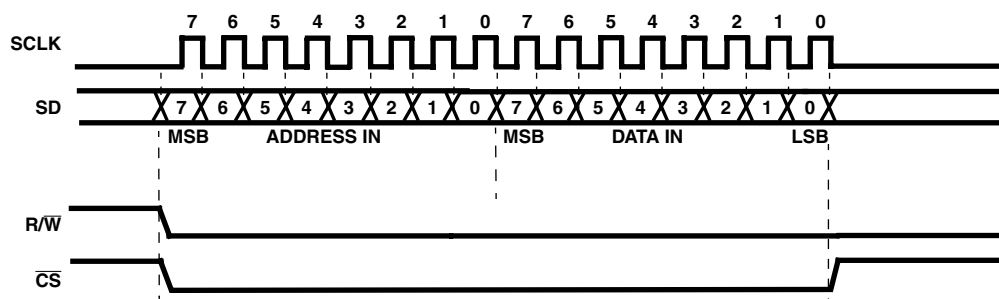 7 6 5 4 3 2 1 0 7 6 5 4 3 2 1 0
SCLK
SD 7 6 5 4 3 2 1 0 7 6 5 4 3 2 1 0
MSB ADDRESS IN MSB DATA IN LSB
R/W̅
C̅S̅